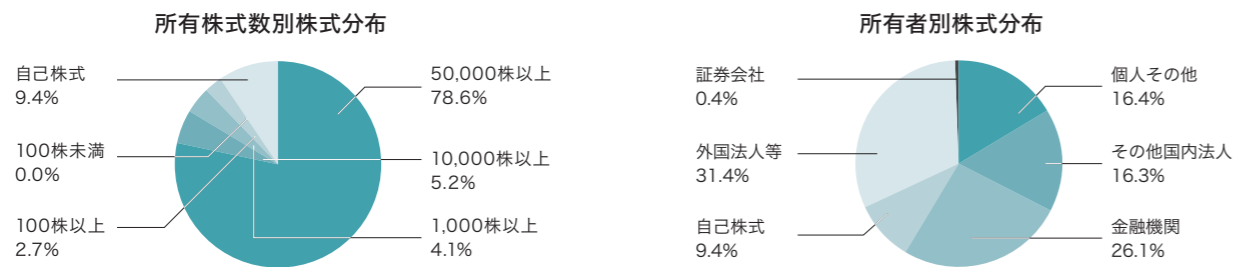 所有株式数別株式分布
自己株式
9.4%
100株未満
0.0%
100株以上
2.7%
50,000株以上
78.6%
10,000株以上
5.2%
1,000株以上
4.1%
所有者別株式分布
証券会社
0.4%
外国法人等
31.4%
自己株式
9.4%
個人その他
16.4%
その他国内法人
16.3%
金融機関
26.1%